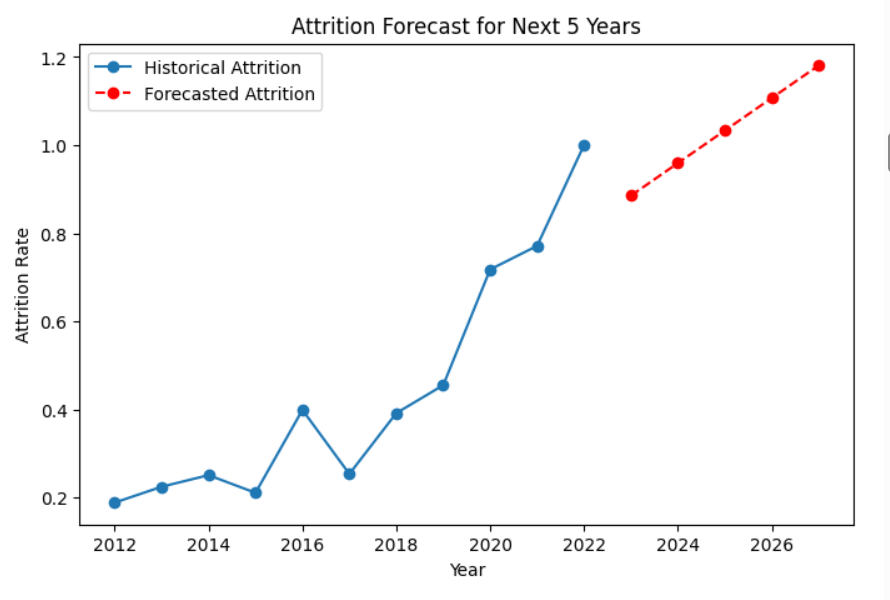 Attrition Forecast for Next 5 Years
Historical Attrition
Forecasted Attrition
1.2
1.0
0.8
0.6
0.4
0.2
Attrition Rate
2012 2014 2016 2018 2020 2022 2024 2026
Year